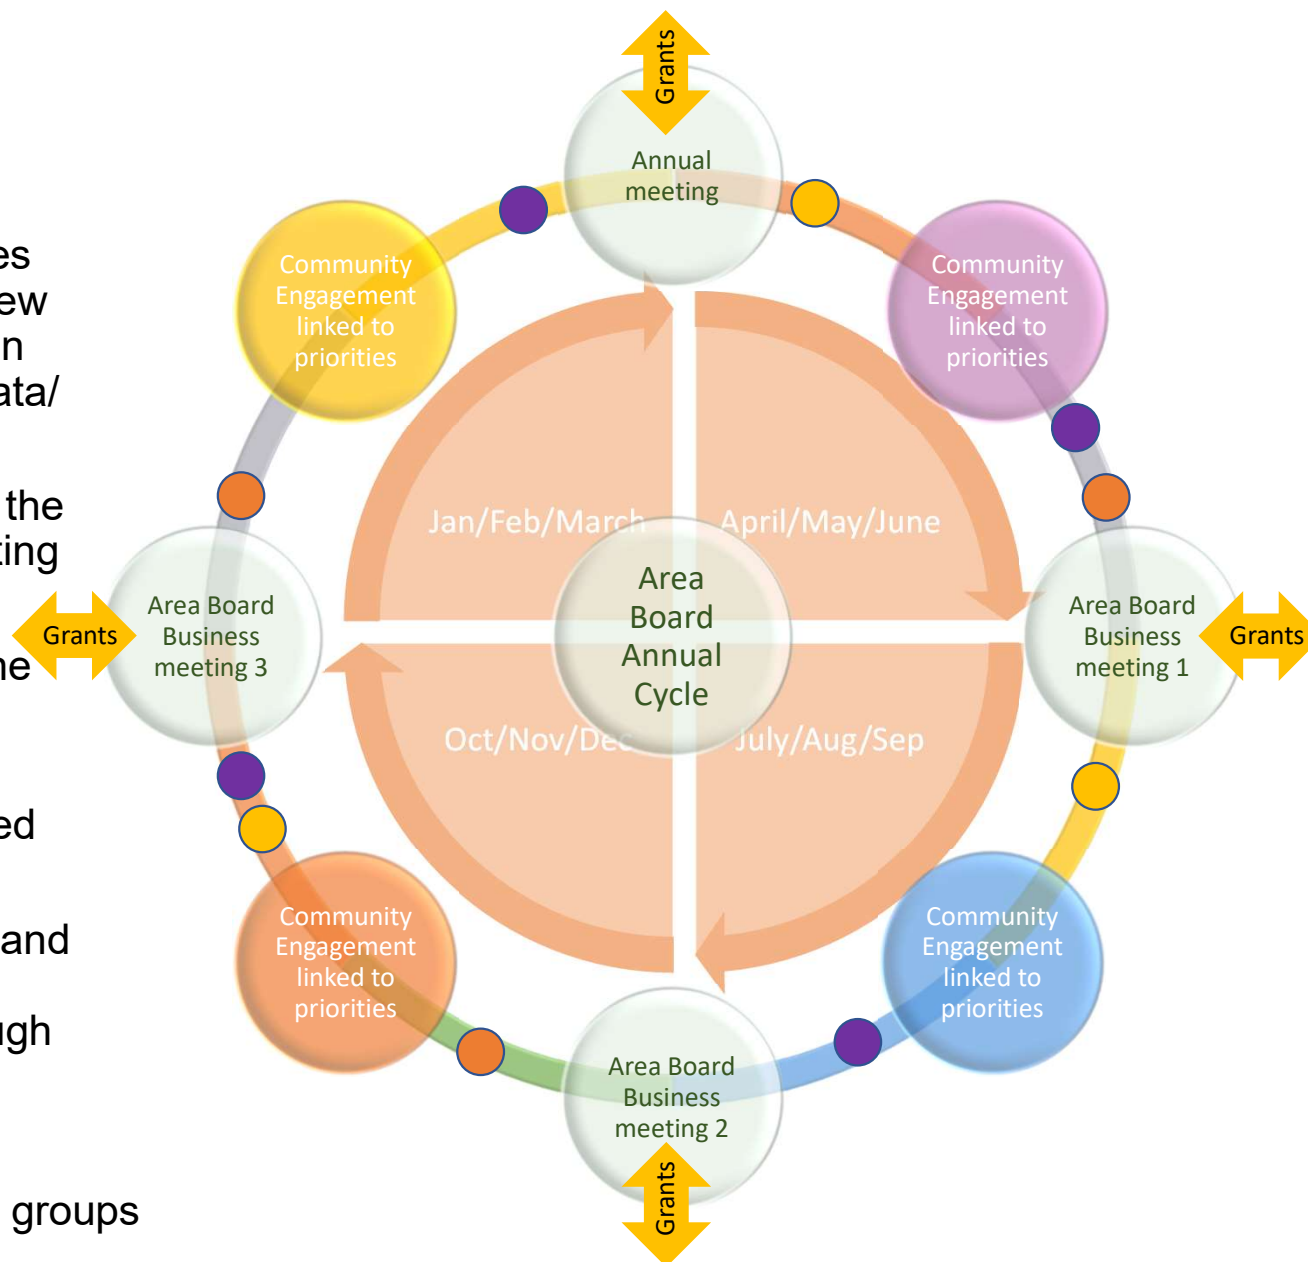 es
ew
n
ata/
the
ting
ne
ed
and
ugh
groups
Grants
Annual
meeting
Community
Engagement
linked to
priorities
Community
Engagement
linked to
priorities
Jan/Feb/March
April/May/June
Grants
Area Board
Business
meeting 3
Area
Board
Annual
Cycle
Area Board
Business
meeting 1
Grants
Oct/Nov/Dec
July/Aug/Sep
Community
Engagement
linked to
priorities
Community
Engagement
linked to
priorities
Area Board
Business
meeting 2
Grants